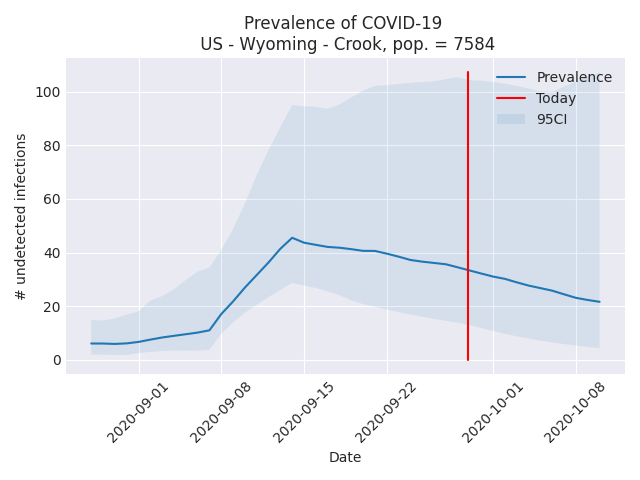 Prevalence of COVID-19
US - Wyoming - Crook, pop. = 7584
Prevalence
Today
95CI
# undetected infections
100
80
60
40
20
0
2020-09-01
2020-09-08
2020-09-15
2020-09-22
2020-10-01
2020-10-08
Date